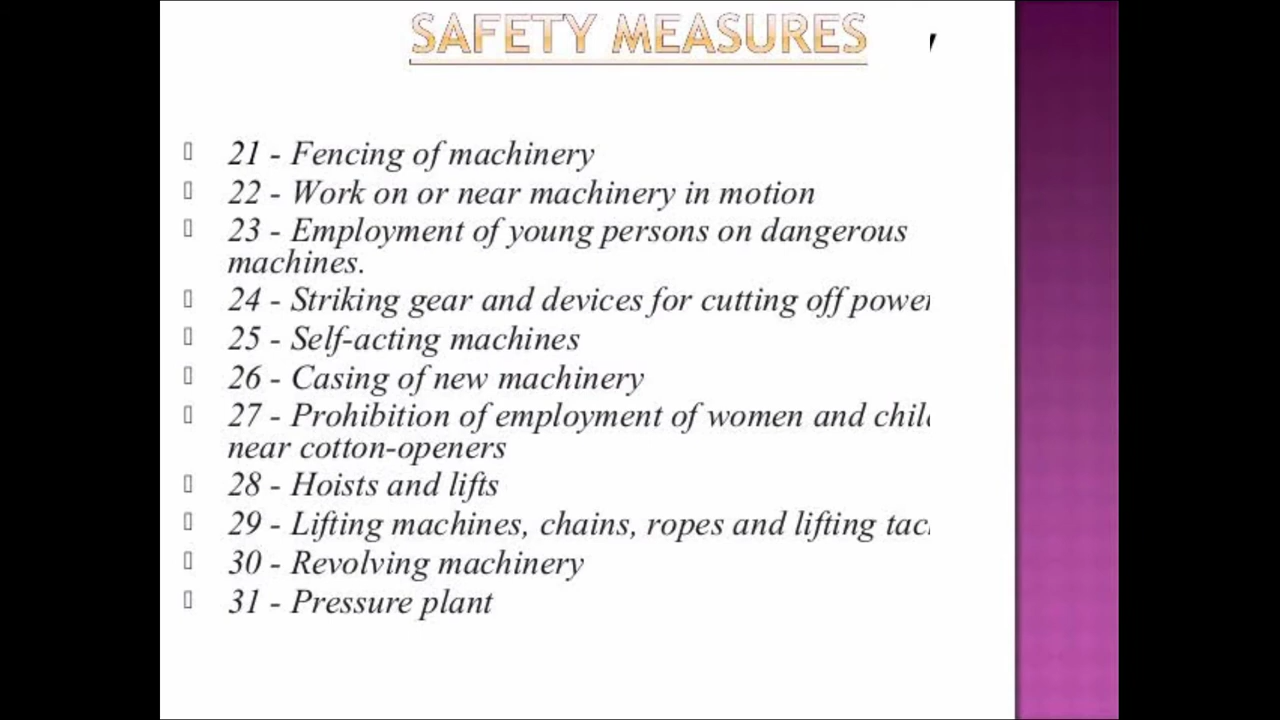 SAFETY MEASURES
21 - Fencing of machinery
22 - Work on or near machinery in motion
23 - Employment of young persons on dangerous
machines.
24 - Striking gear and devices for cutting off power
25 - Self-acting machines
26 - Casing of new machinery
27 - Prohibition of employment of women and
near cotton-openers
28 - Hoists and lifts
29 - Lifting machines, chains, ropes and lifting
30 - Revolving machinery
31 - Pressure plant